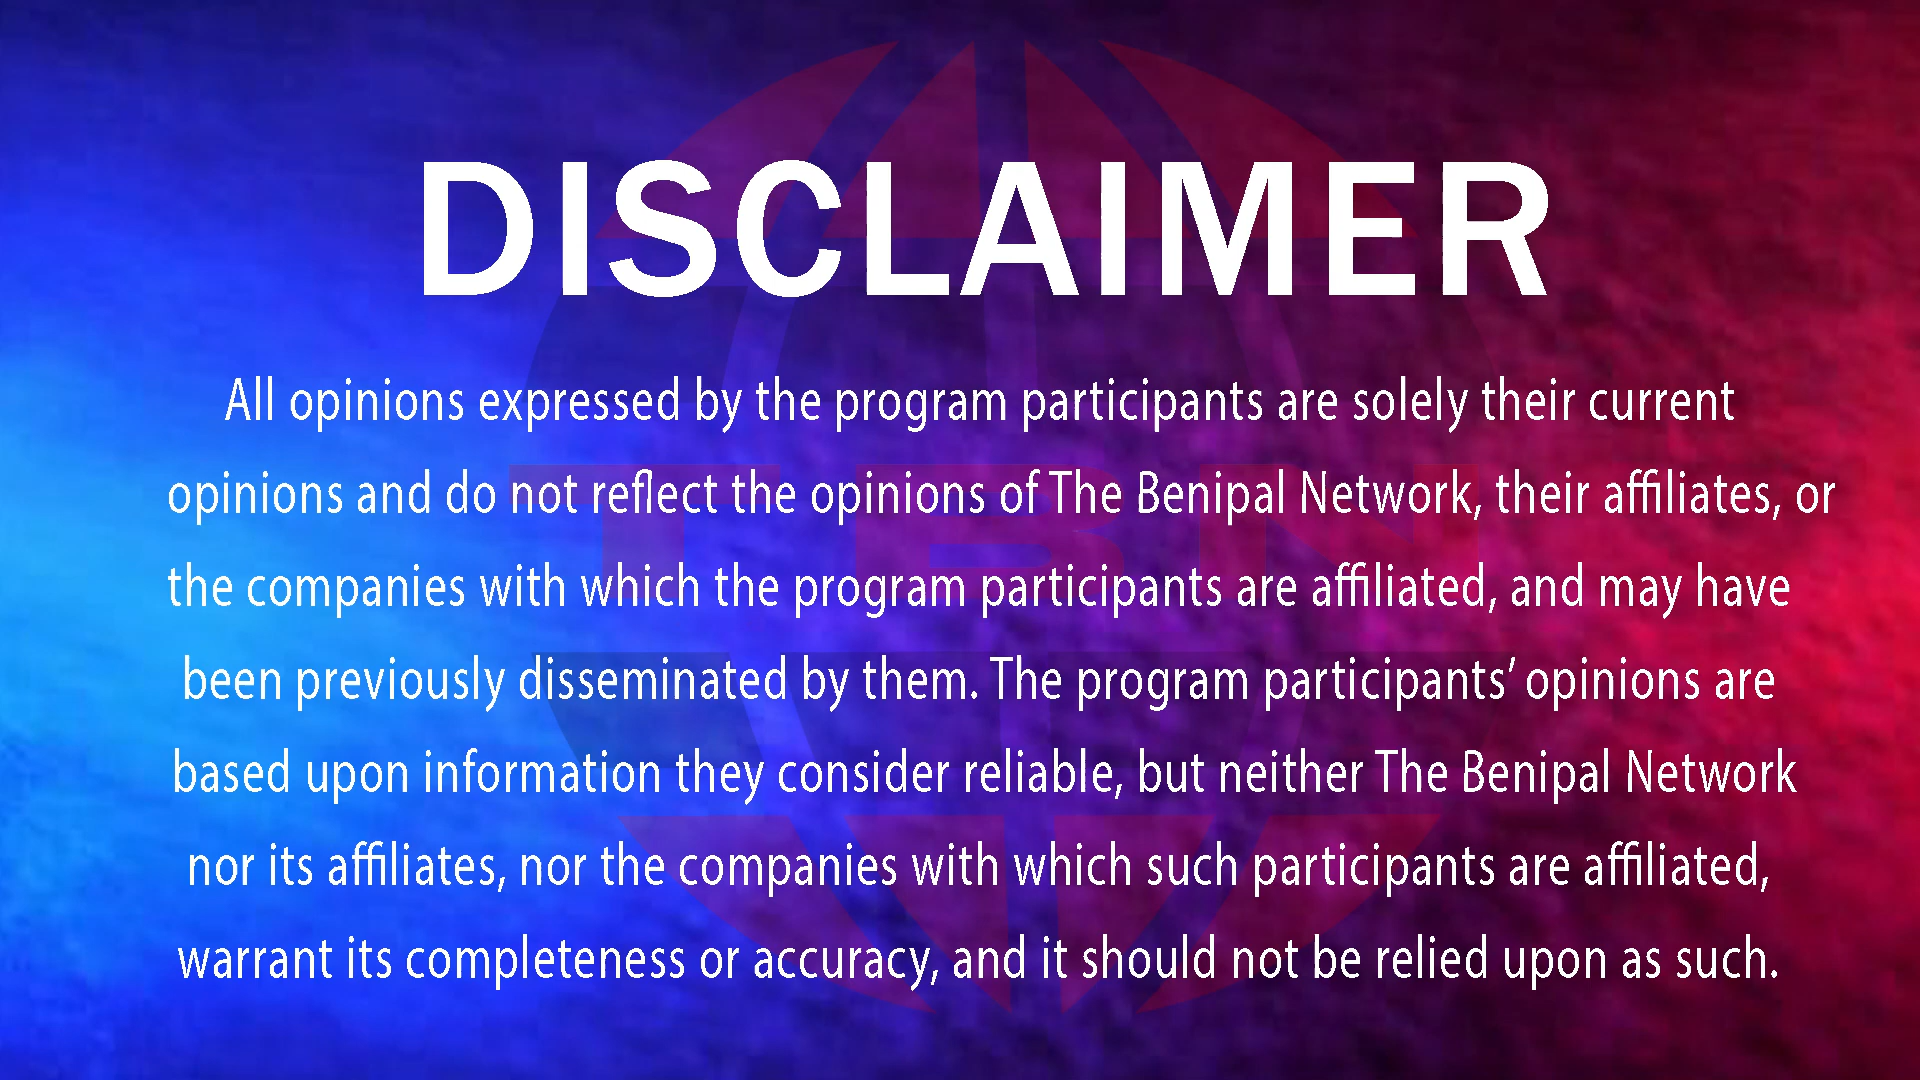 DISCLAIMER
All opinions expressed by the program participants are solely their current
opinions and do not reflect the opinions of The Benipal Network, their affiliates, or
the companies with which the program participants are affiliated, and may have
been previously disseminated by them. The program participants’ opinions are
based upon information they consider reliable, but neither The Benipal Network
nor its affiliates, nor the companies with which such participants are affiliated,
warrant its completeness or accuracy, and it should not be relied upon as such.
TBN